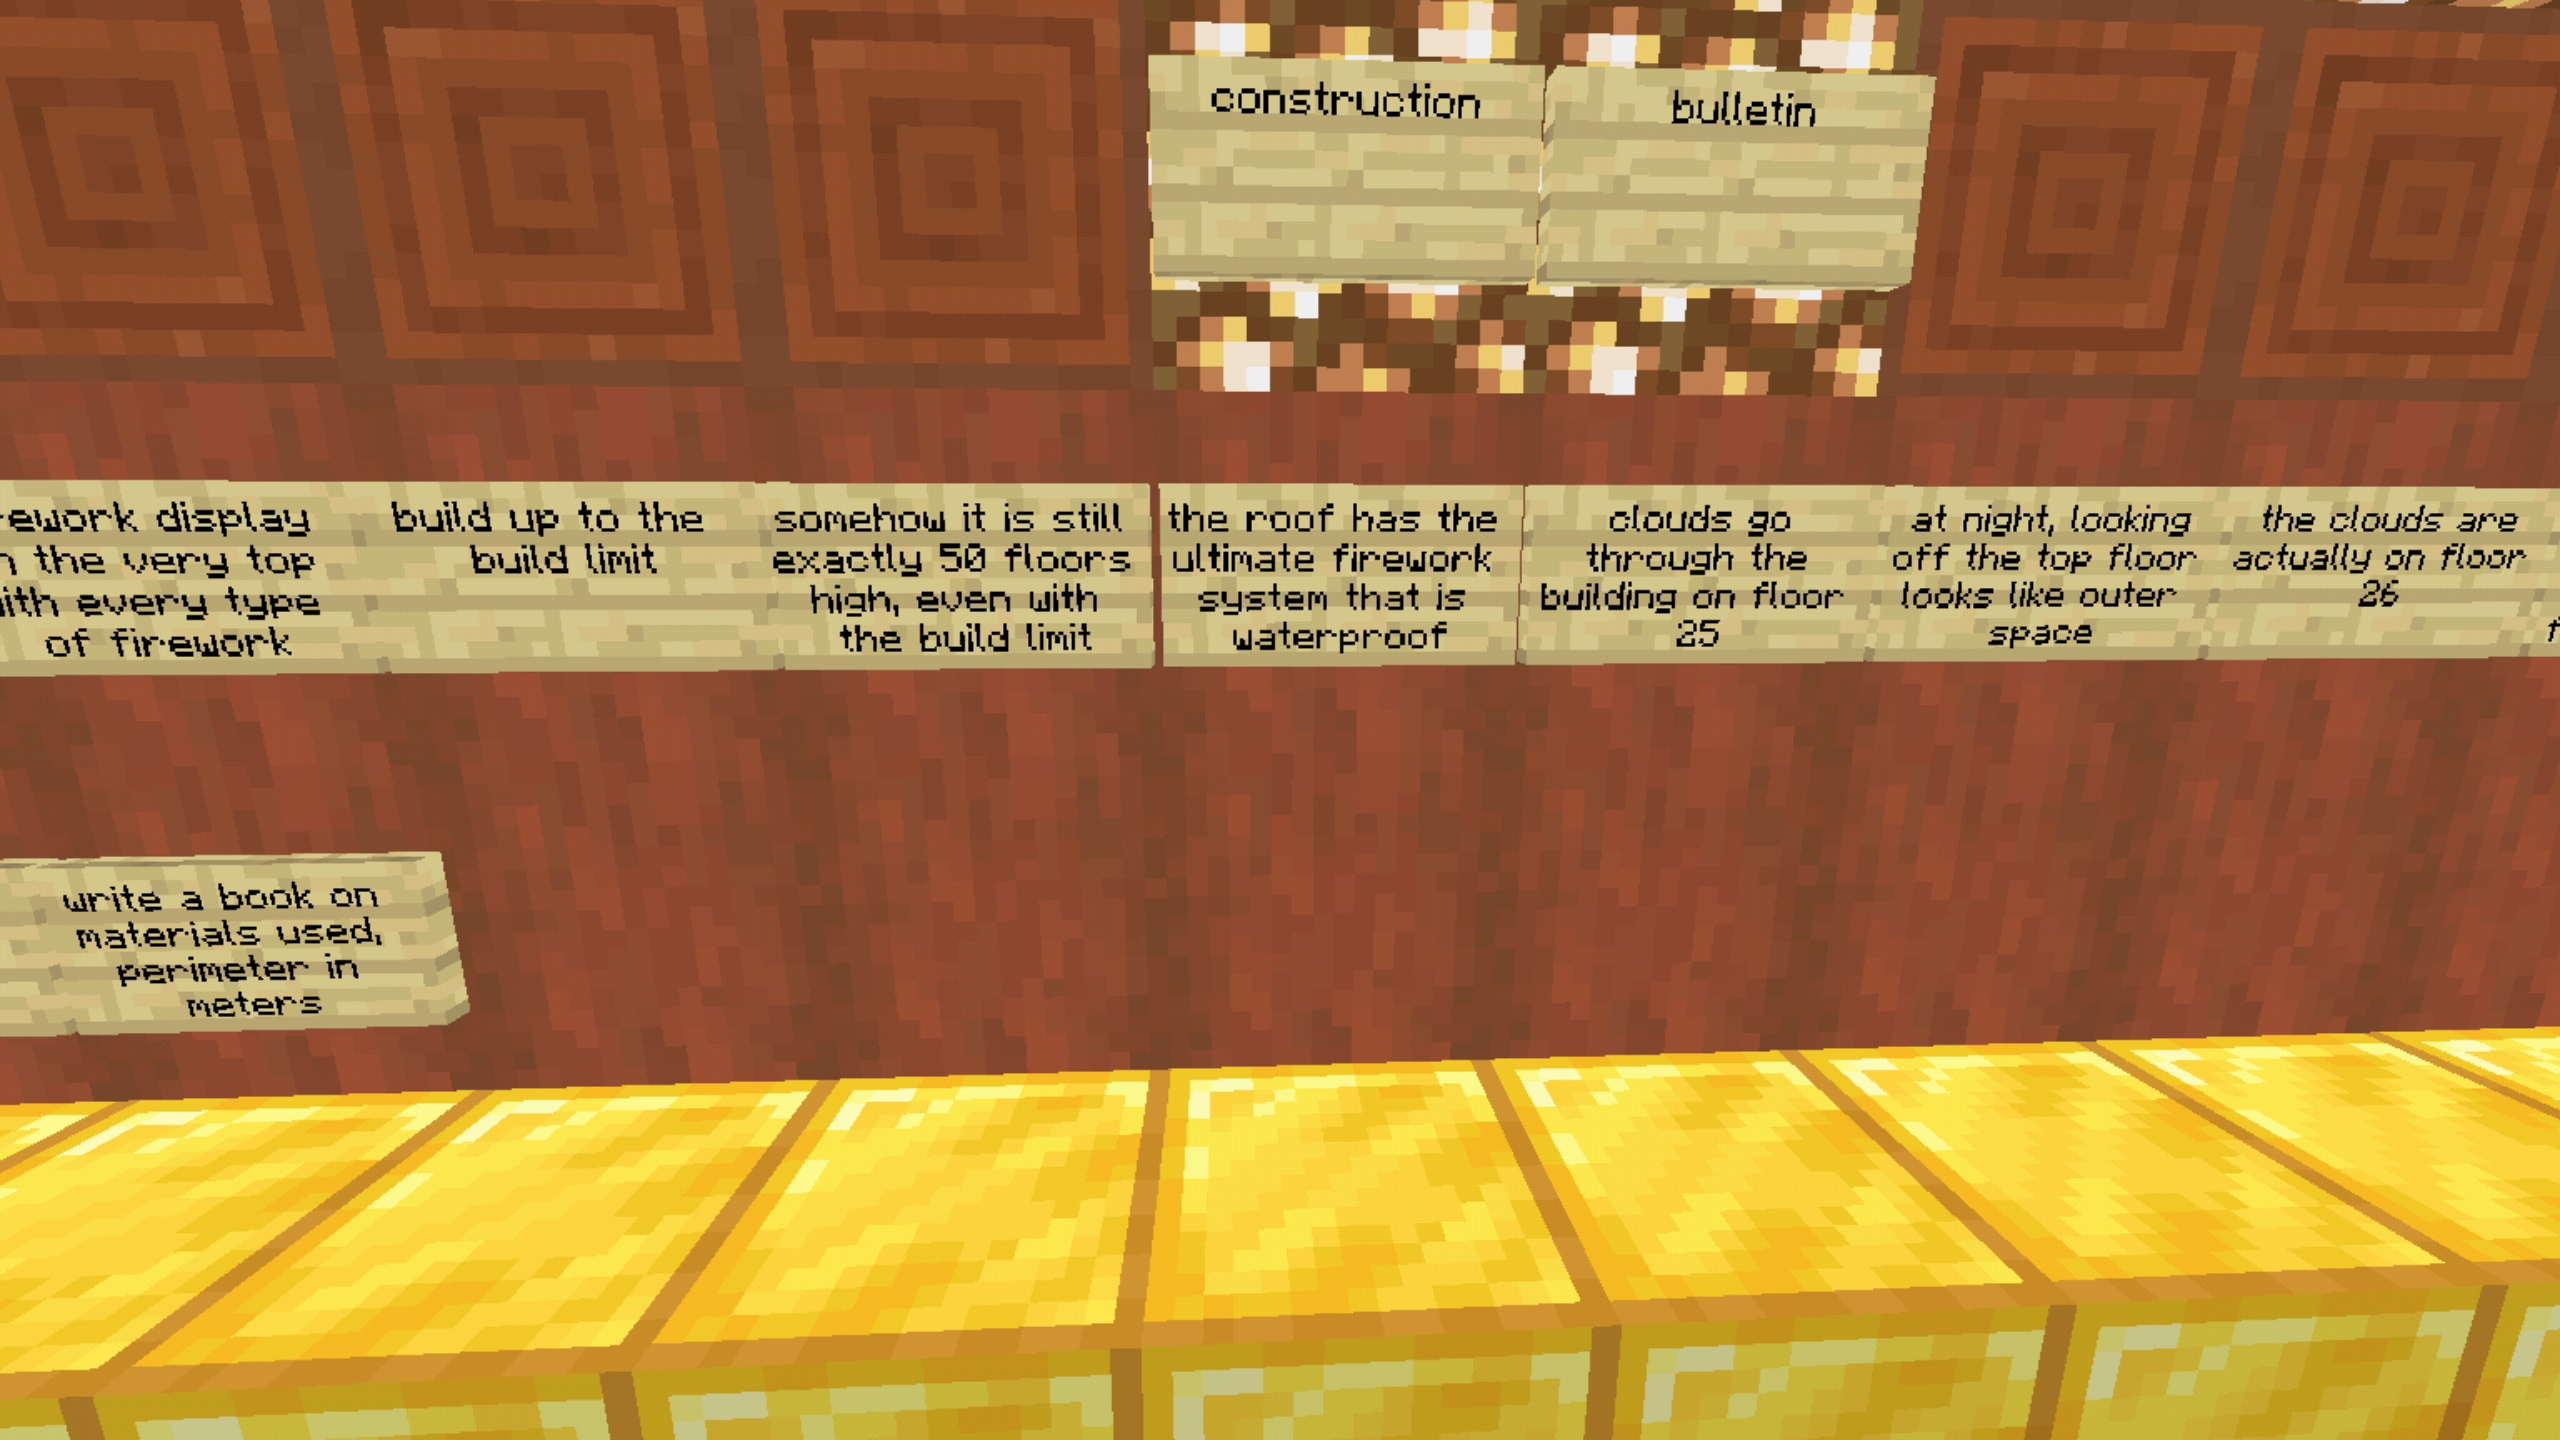 construction
bulletin
display
the very top
every type
of firework
build up to the
build limit
somehow it is still
exactly 50 floors
high, even with
the build limit
the roof has the
ultimate firework
system that is
waterproof
clouds go
through the
building on floor
25
at night, looking
off the top floor
looks like outer
space
the clouds are
actually on floor
26
write a book on
materials used,
perimeter in
meters